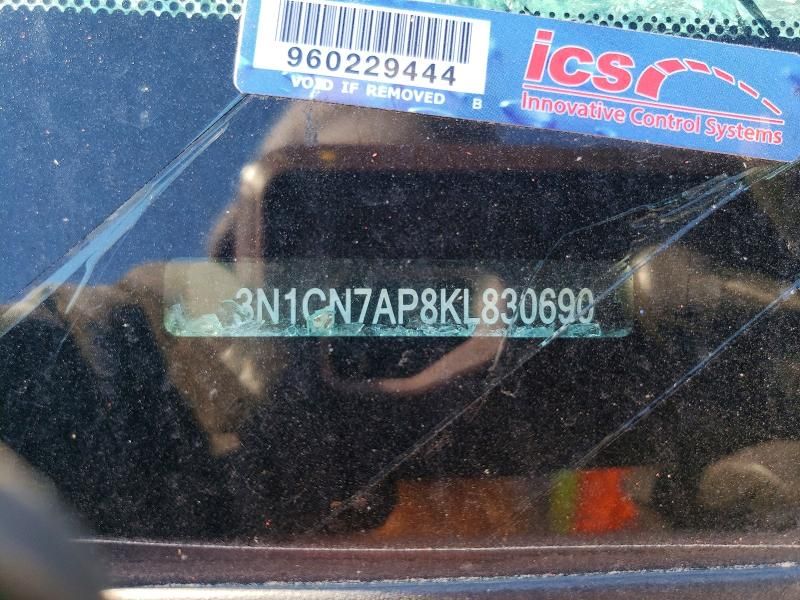 960229444
VOID IF REMOVED B
ics
Innovative Control Systems
3N1CN7AP8KL830690